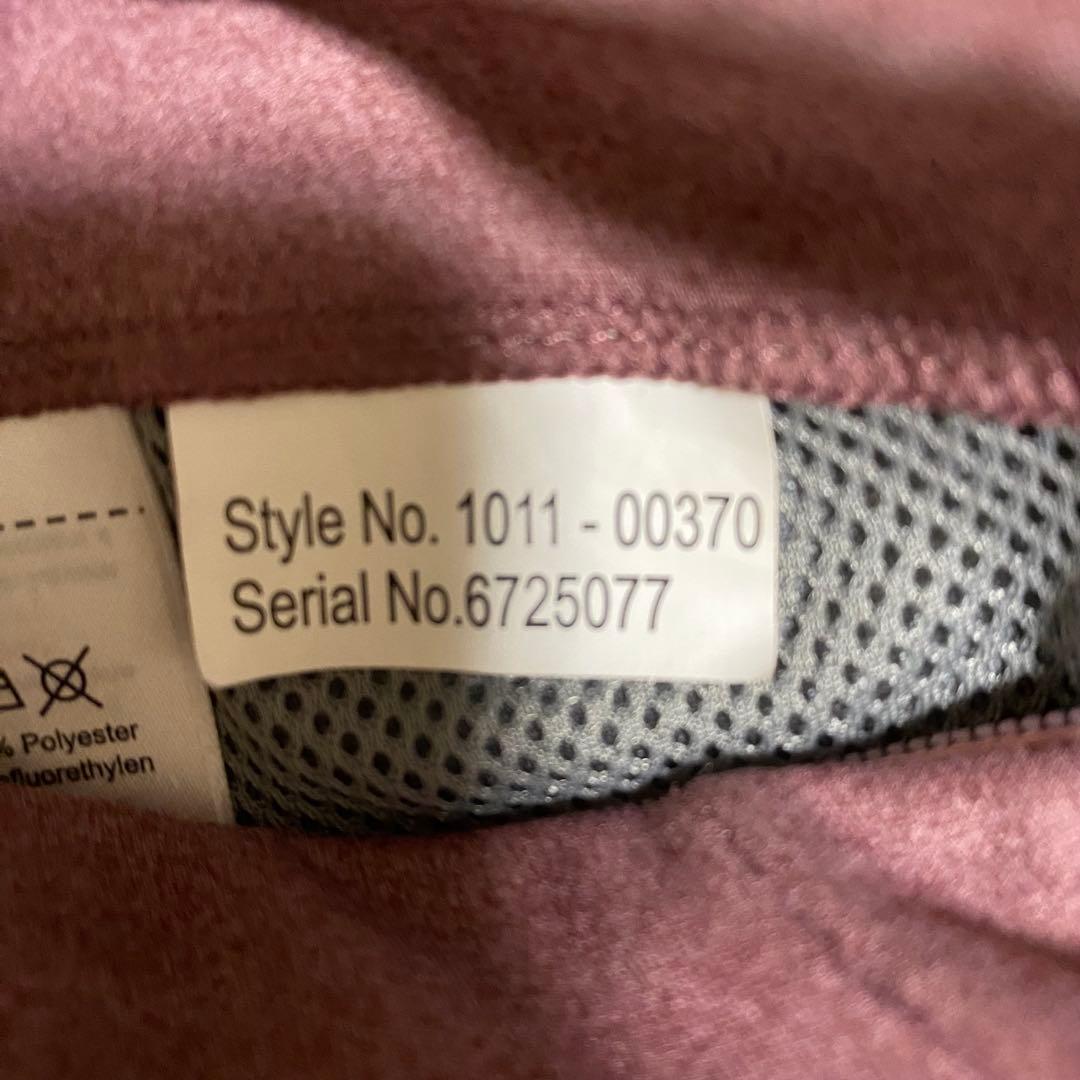 Style No. 1011 - 00370
Serial No.6725077
% Polyester
fluorethylen